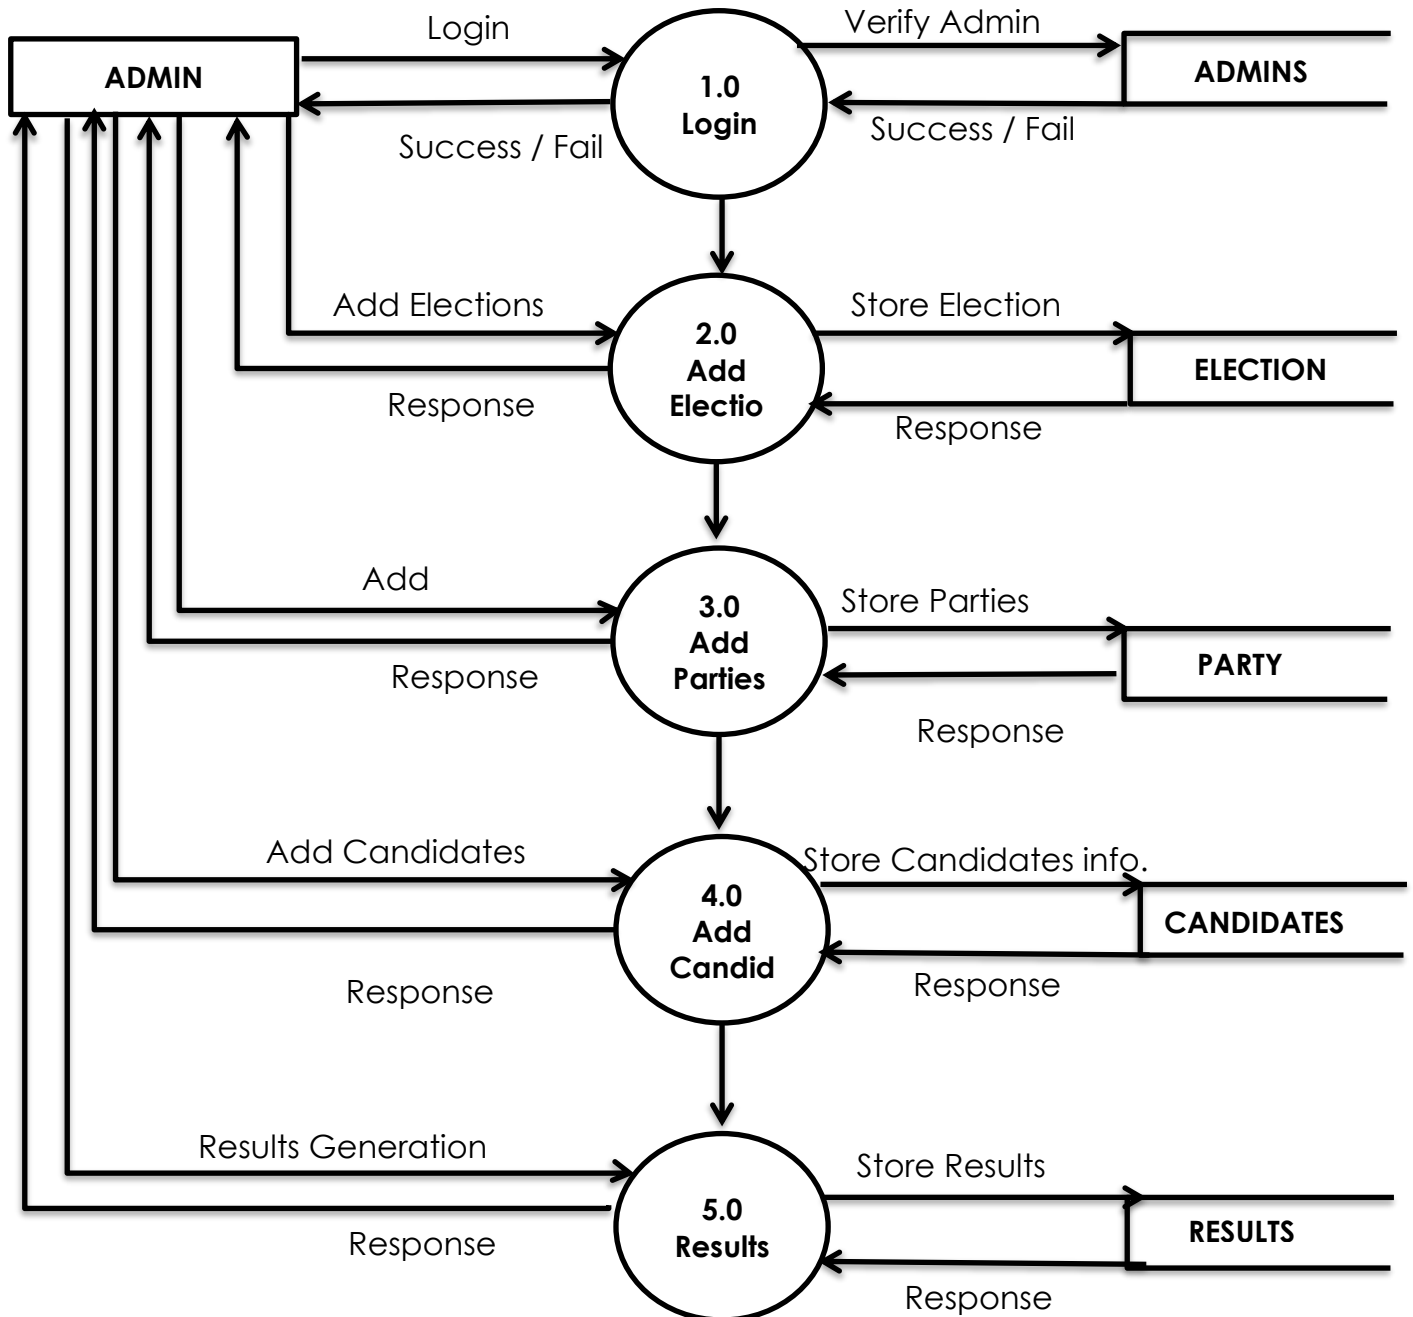 Login
Verify Admin
ADMIN
1.0
Login
ADMINS
Success / Fail
Success / Fail
Add Elections
2.0
Add
Electio
Store Election
ELECTION
Response
Response
Add
3.0
Add
Parties
Store Parties
PARTY
Response
Response
Add Candidates
4.0
Add
Candid
Store Candidates info.
CANDIDATES
Response
Response
Results Generation
5.0
Results
Store Results
RESULTS
Response
Response